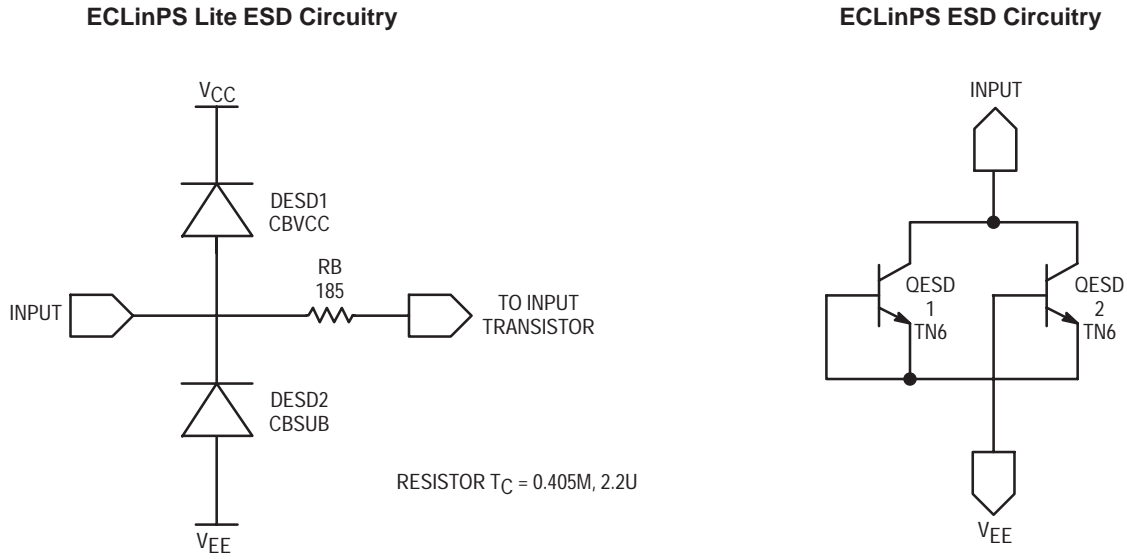 ECLinPS Lite ESD Circuitry
VCC
DESD1
CBVCC
RB
185
INPUT
TO INPUT
TRANSISTOR
DESD2
CBSUB
RESISTOR TC = 0.405M, 2.2U
VEE
ECLinPS ESD Circuitry
INPUT
QESD
1
TN6
QESD
2
TN6
VEE